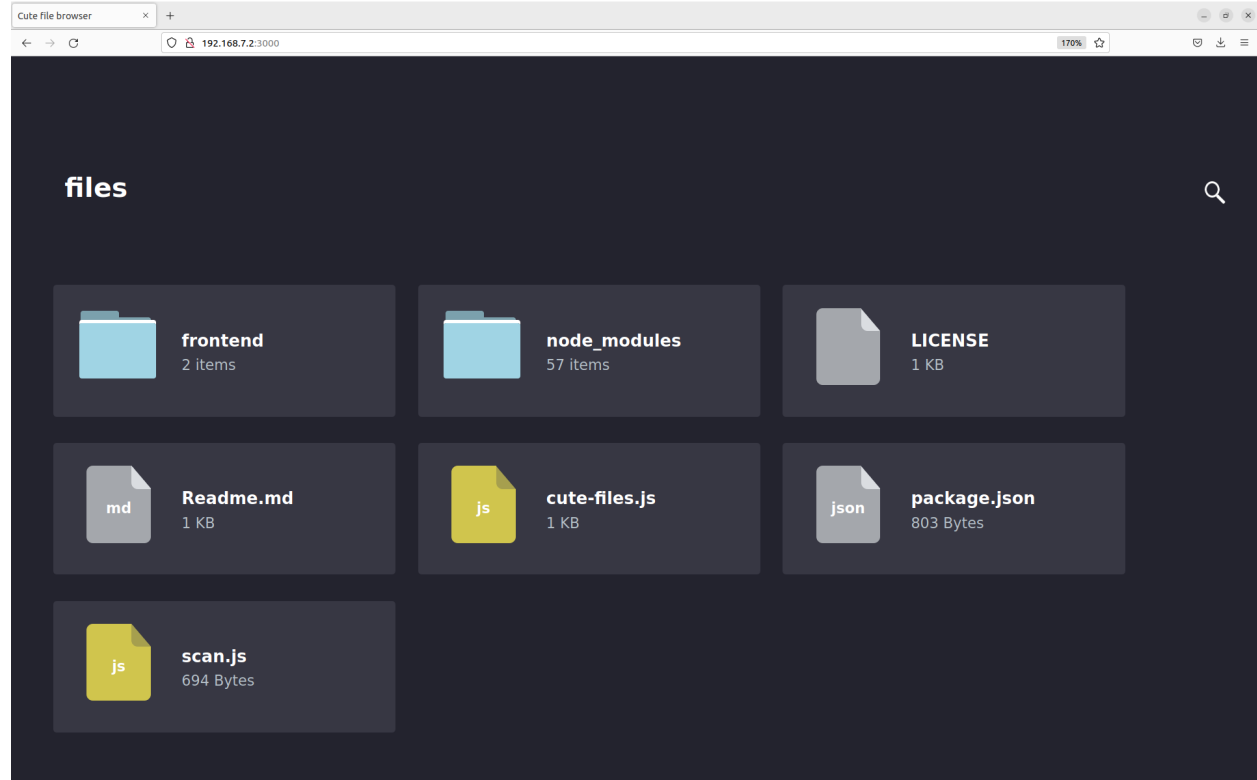 Cute file browser
192.168.7.2:3000
170%
files
frontend
2 items
node_modules
57 items
LICENSE
1 KB
md
Readme.md
1 KB
js
cute-files.js
1 KB
json
package.json
803 Bytes
js
scan.js
694 Bytes